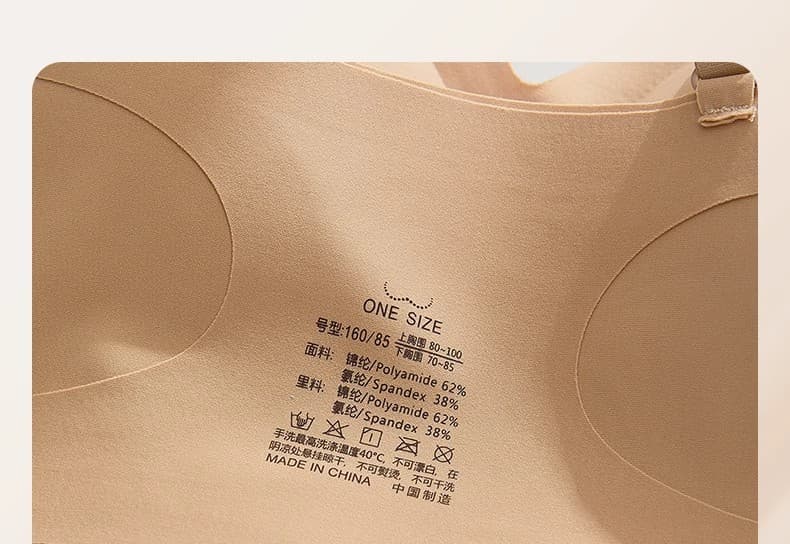 ONE SIZE
号型:160/85 上胸围 80~100
下胸围 70~85
面料: 锦纶/Polyamide 62%
氨纶/Spandex 38%
里料: 锦纶/Polyamide 62%
氨纶/Spandex 38%
手洗最高洗涤温度40℃, 不可漂白, 在
阴凉处悬挂晾干, 不可熨烫, 不可干洗
MADE IN CHINA 中国制造